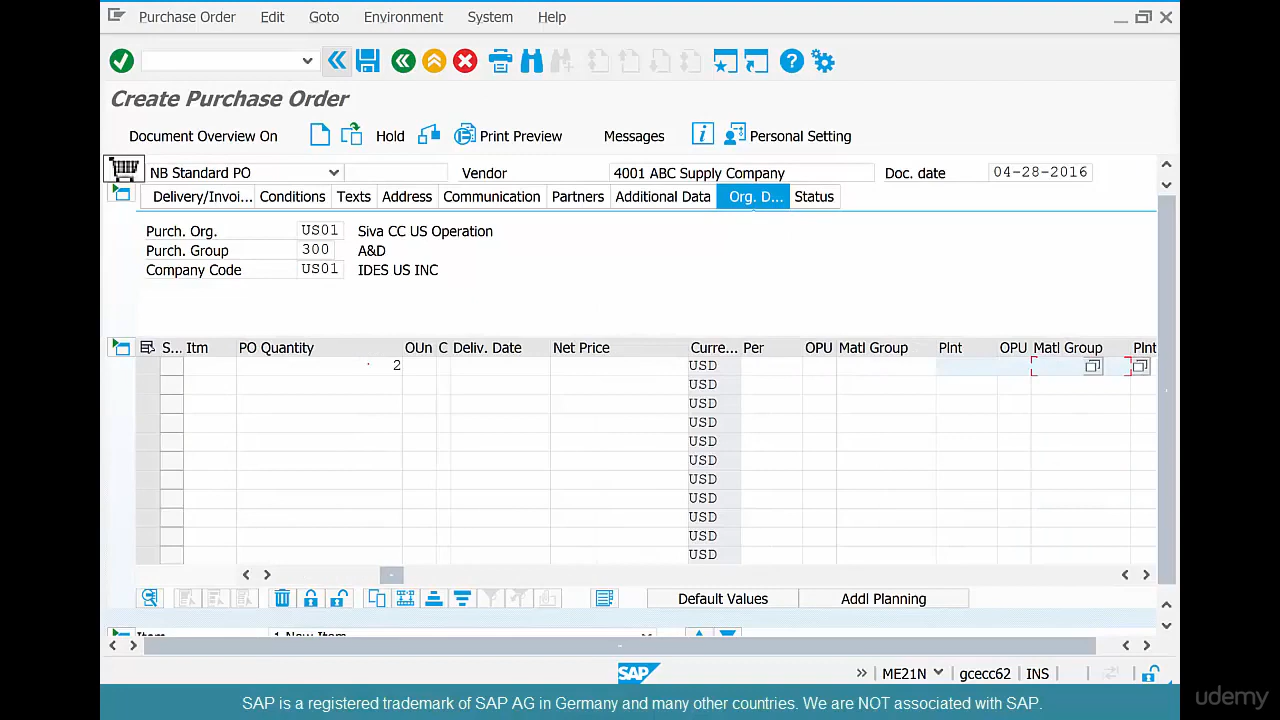 Purchase Order Edit Goto Environment System Help
Create Purchase Order
Document Overview On Hold Print Preview Messages Personal Setting
NB Standard PO Vendor 4001 ABC Supply Company Doc. date 04-28-2016
Delivery/Invoi... Conditions Texts Address Communication Partners Additional Data Org. D... Status
Purch. Org. US01 Siva CC US Operation
Purch. Group 300 A&D
Company Code US01 IDES US INC
S... Itm PO Quantity OUn C Deliv. Date Net Price Curre... Per OPU Matl Group Plnt OPU Matl Group Plnt
2 USD
USD
USD
USD
USD
USD
USD
USD
USD
USD
USD
Default Values Addl Planning
Item 1 New Item
SAP ME21N gcecc62 INS
SAP is a registered trademark of SAP AG in Germany and many other countries. We are NOT associated with SAP.
udemy